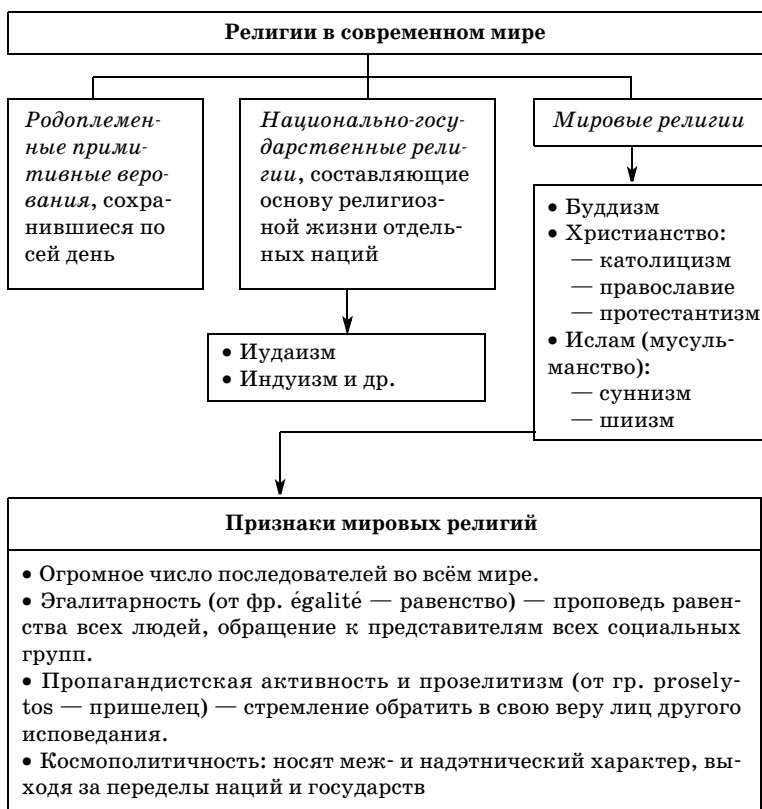 Религии в современном мире
Родоплемен-
ные прими-
тивные веро-
вания, сохра-
нившиеся по
сей день
Национально-госу-
дарственные рели-
гии, составляющие
основу религиоз-
ной жизни отдель-
ных наций
Мировые религии
• Иудаизм
• Индуизм и др.
• Буддизм
• Христианство:
— католицизм
— православие
— протестантизм
• Ислам (мусуль-
манство):
— суннизм
— шиизм
Признаки мировых религий
• Огромное число последователей во всём мире.
• Эгалитарность (от фр. égalité — равенство) — проповедь равен-
ства всех людей, обращение к представителям всех социальных
групп.
• Пропагандистская активность и прозелитизм (от гр. prosely-
tos — пришелец) — стремление обратить в свою веру лиц другого
исповедания.
• Космополитичность: носят меж- и надэтнический характер, вы-
ходя за переделы наций и государств